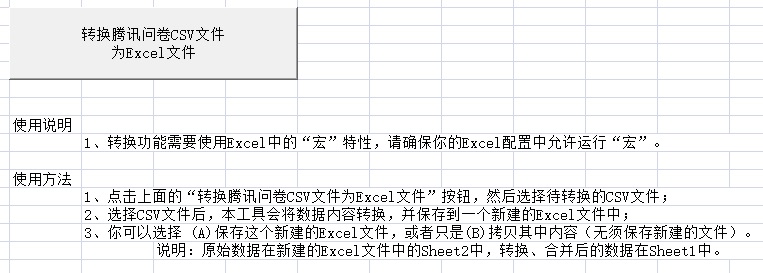 转换腾讯问卷CSV文件
为Excel文件
使用说明
1、转换功能需要使用Excel中的“宏”特性，请确保你的Excel配置中允许运行“宏”。
使用方法
1、点击上面的“转换腾讯问卷CSV文件为Excel文件”按钮，然后选择待转换的CSV文件；
2、选择CSV文件后，本工具会将数据内容转换，并保存到一个新建的Excel文件中；
3、你可以选择 (A)保存这个新建的Excel文件，或者只是(B)拷贝其中内容（无须保存新建的文件）。
说明：原始数据在新建的Excel文件中的Sheet2中，转换、合并后的数据在Sheet1中。